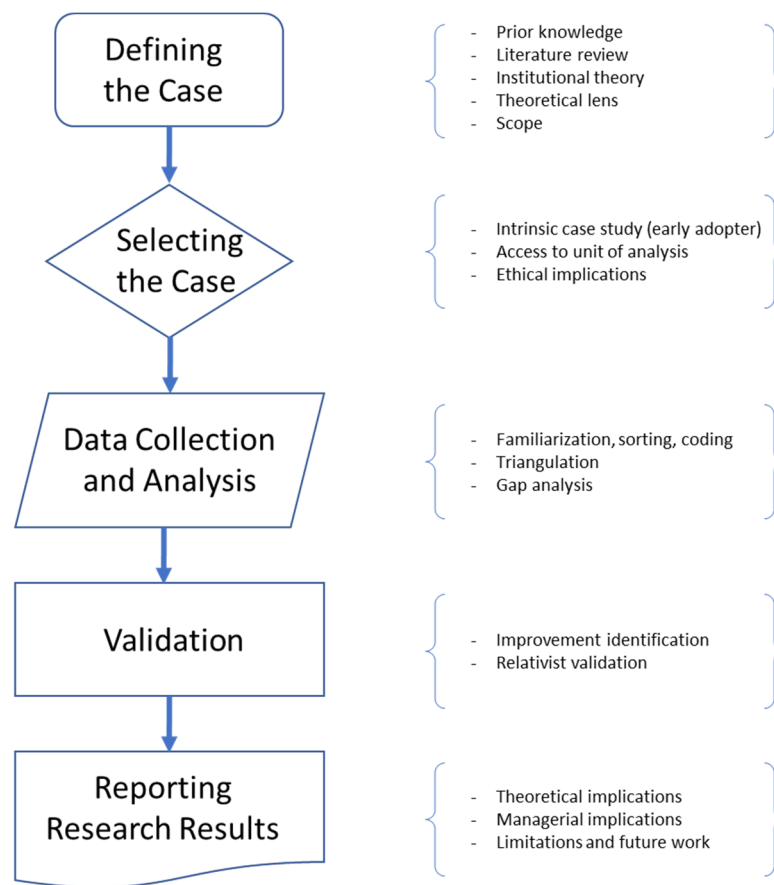 Defining
the Case
- Prior knowledge
- Literature review
- Institutional theory
- Theoretical lens
- Scope
Selecting
the Case
- Intrinsic case study (early adopter)
- Access to unit of analysis
- Ethical implications
Data Collection
and Analysis
- Familiarization, sorting, coding
- Triangulation
- Gap analysis
Validation
- Improvement identification
- Relativist validation
Reporting
Research Results
- Theoretical implications
- Managerial implications
- Limitations and future work